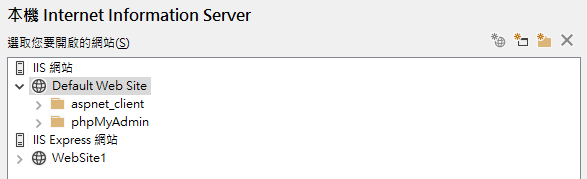 本機 Internet Information Server
選取您要開啟的網站(S)
IIS 網站
Default Web Site
aspnet_client
phpMyAdmin
IIS Express 網站
WebSite1